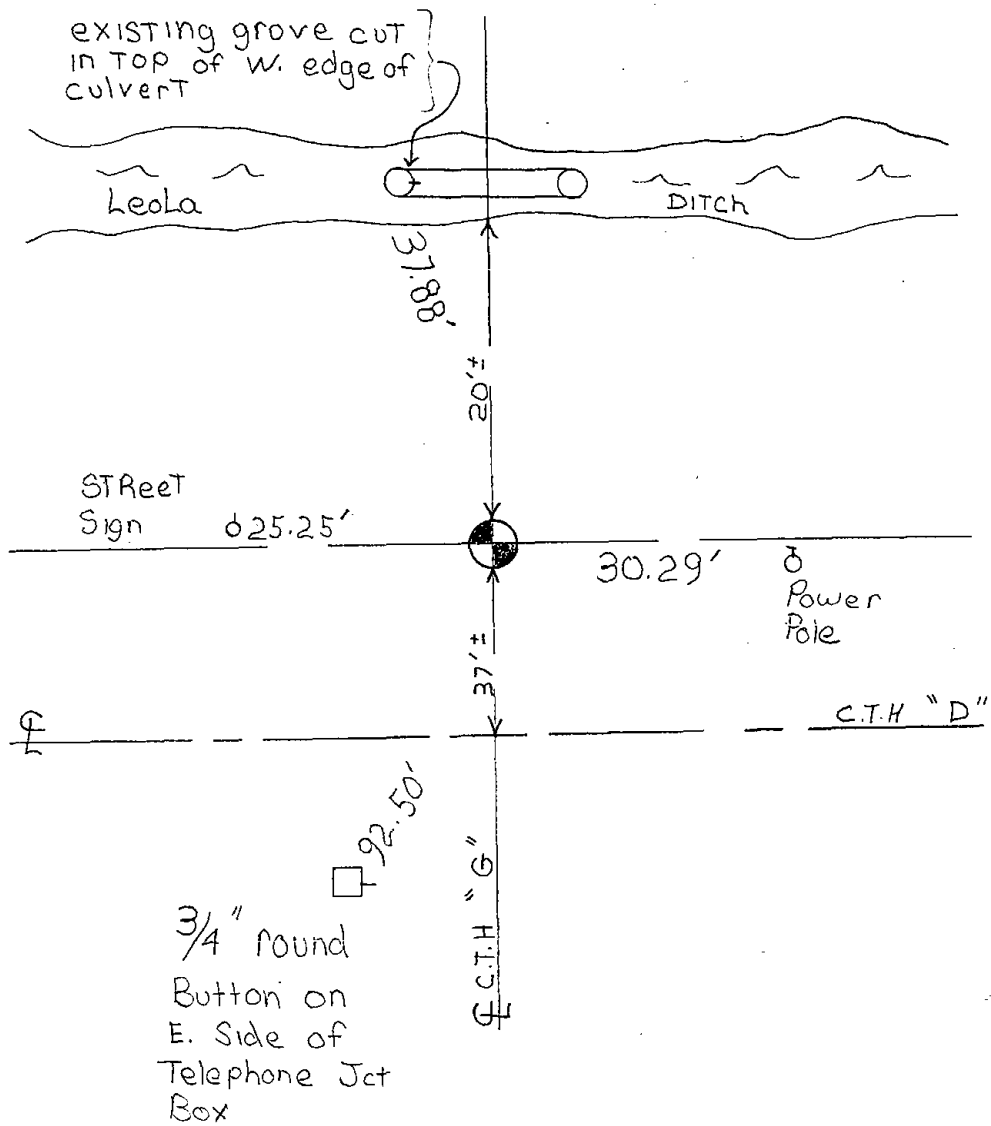 existing grove cut
in Top of W. edge of
culvert
Leola
Ditch
37.88'
20'±
Street
Sign
25.25'
30.29'
Power
Pole
37'±
℄
C.T.H "D"
92.50'
℄ C.T.H "G"
3/4" round
Button on
E. Side of
Telephone Jct
Box